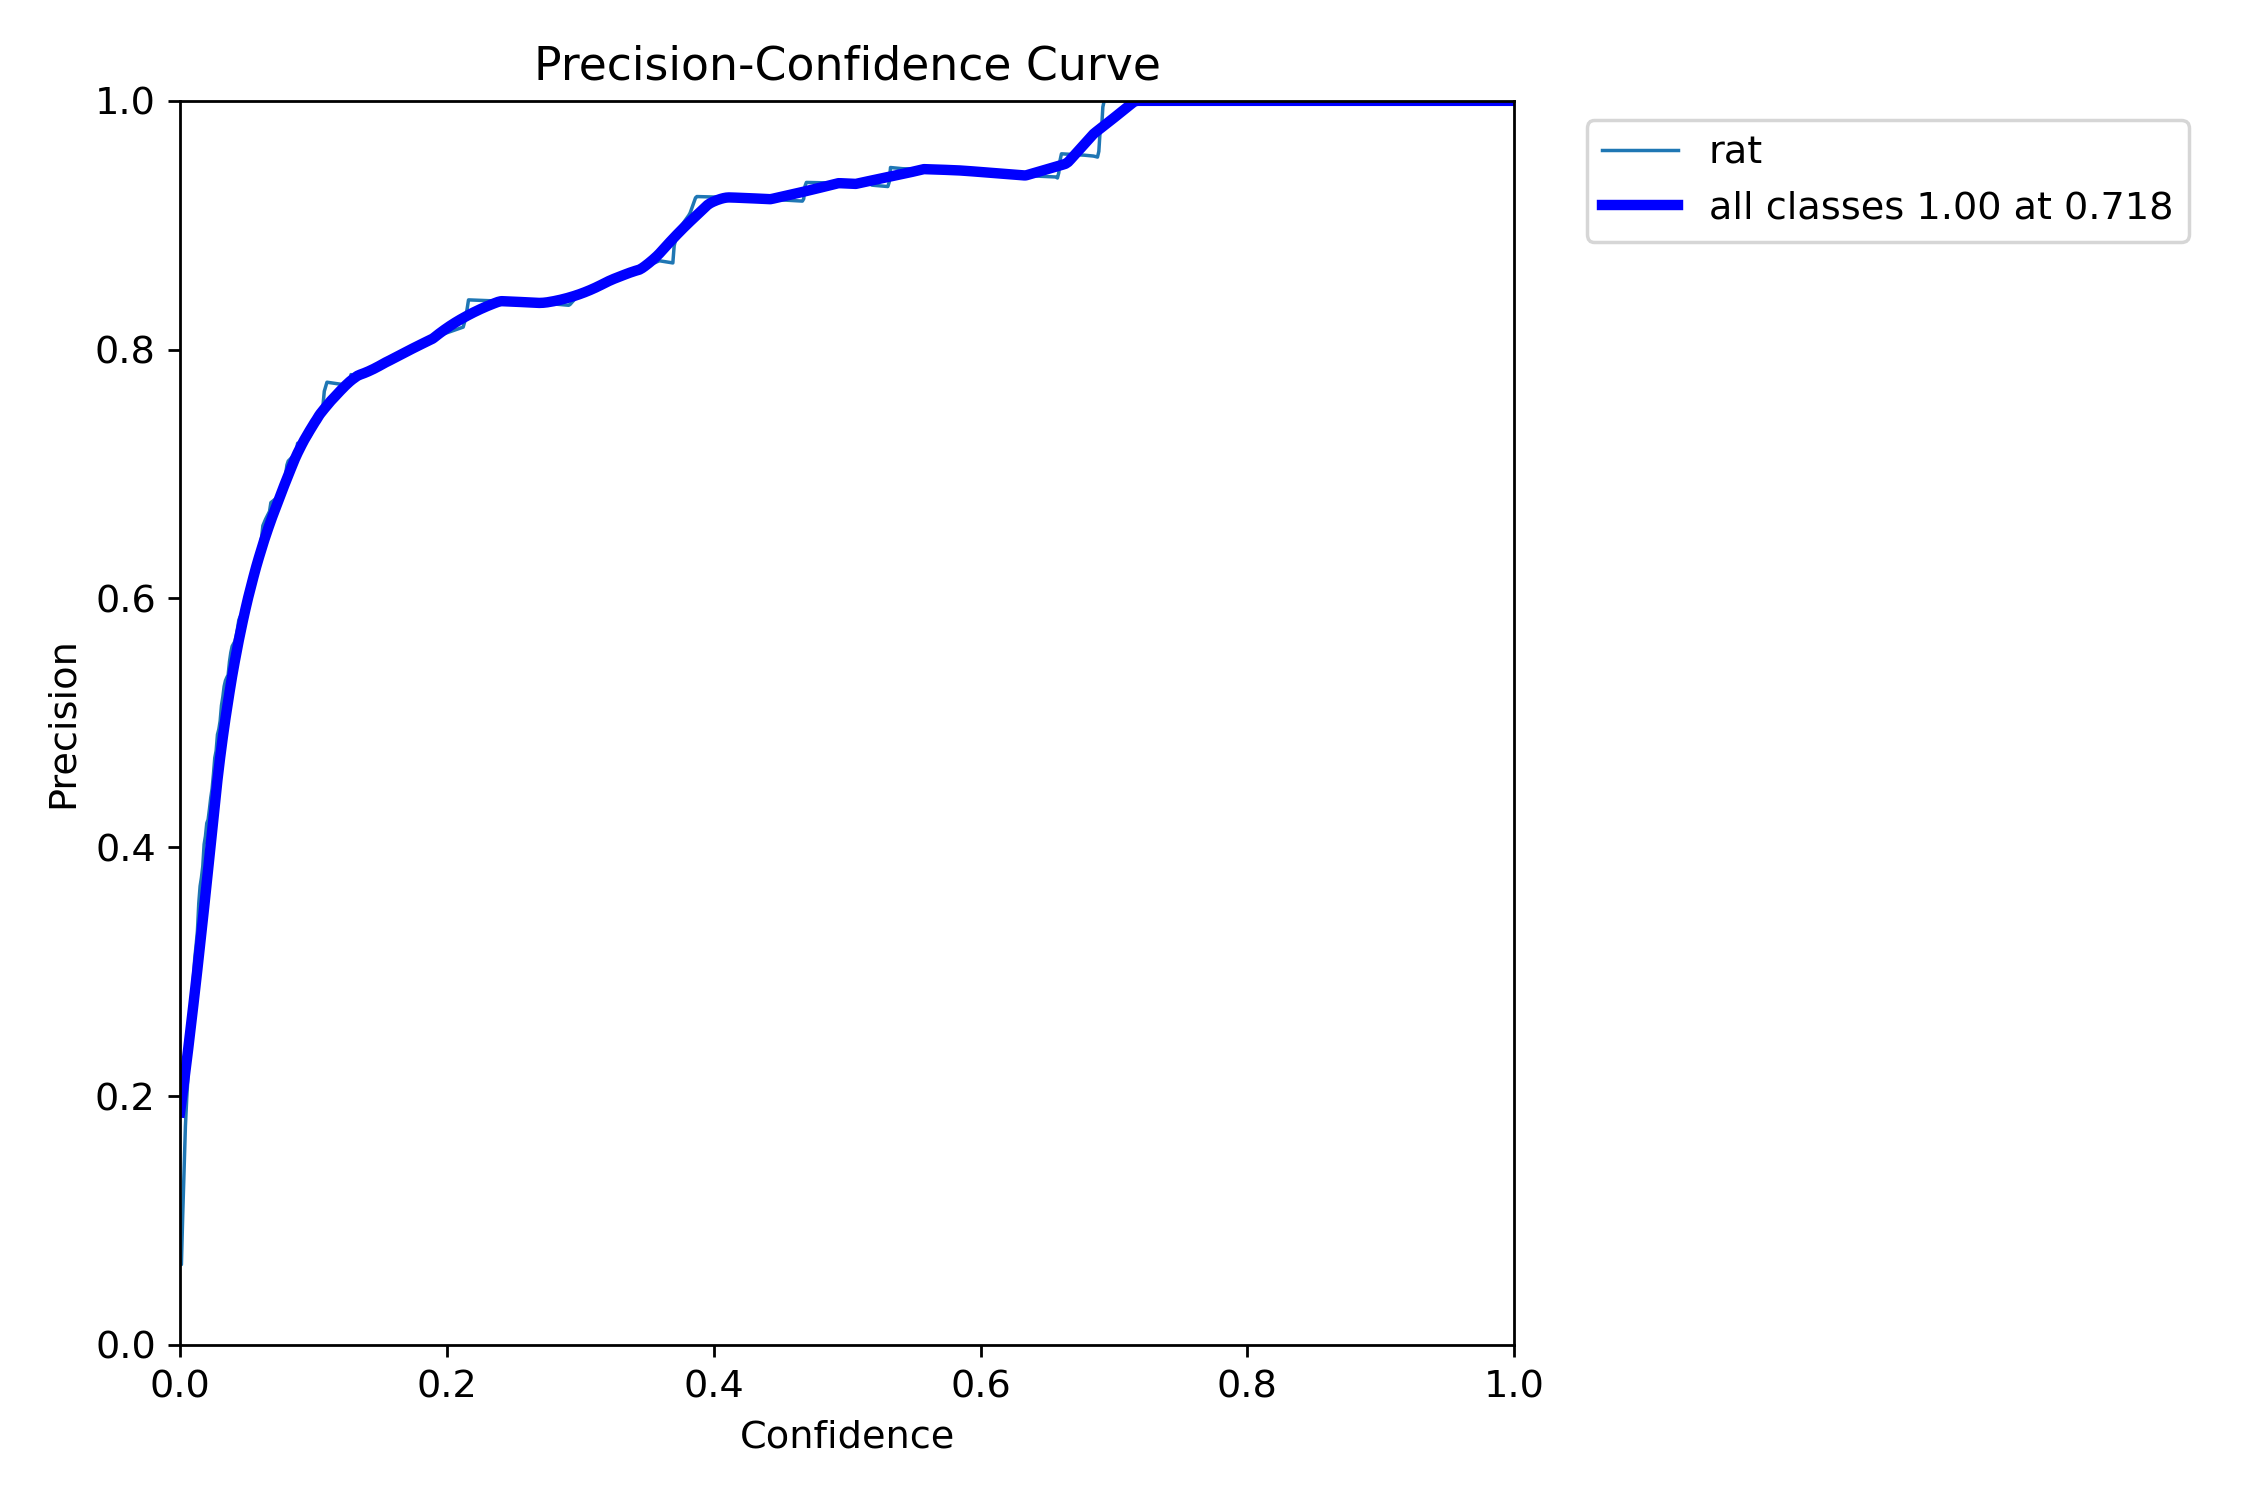 Precision-Confidence Curve
1.0
0.8
0.6
0.4
0.2
0.0
Precision
0.0 0.2 0.4 0.6 0.8 1.0
Confidence
rat
all classes 1.00 at 0.718